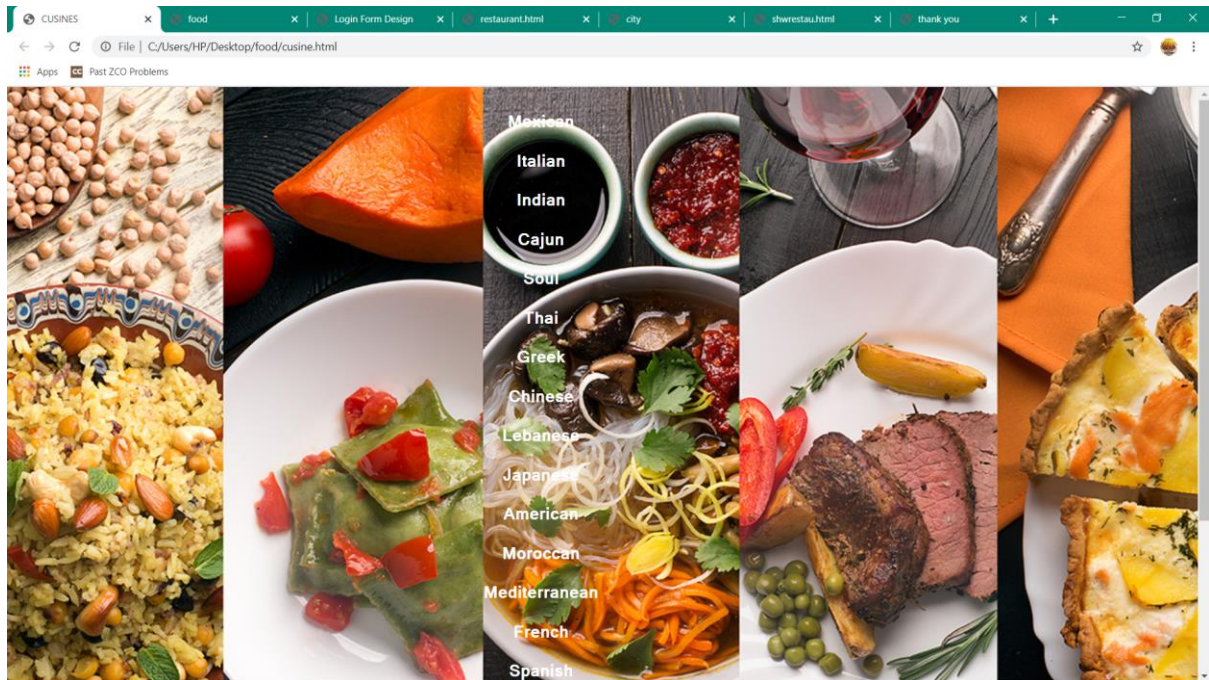 CUSINES
food
Login Form Design
restaurant.html
city
shwrestau.html
thank you
File | C:/Users/HP/Desktop/food/cusine.html
Apps
CC Past ZCO Problems
Mexican
Italian
Indian
Cajun
Soul
Thai
Greek
Chinese
Lebanese
Japanese
American
Moroccan
Mediterranean
French
Spanish